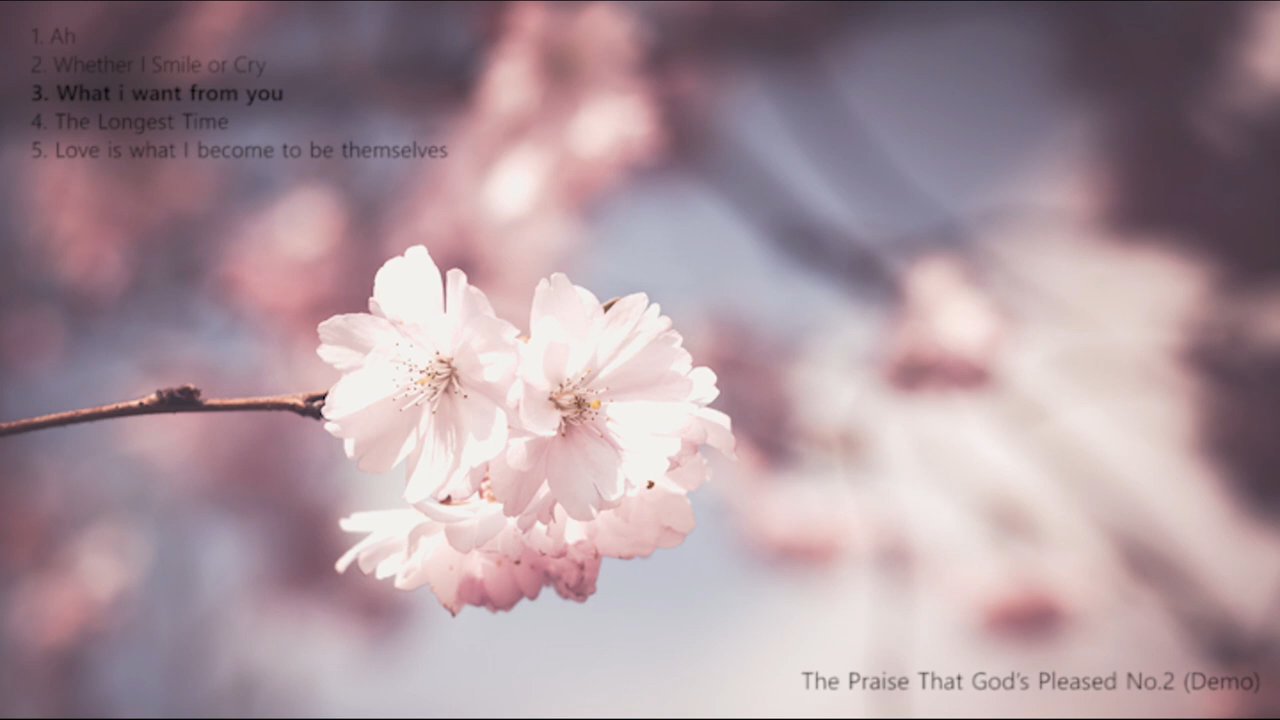 1. Ah
2. Whether I Smile or Cry
3. What i want from you
4. The Longest Time
5. Love is what I become to be themselves
The Praise That God's Pleased No.2 (Demo)